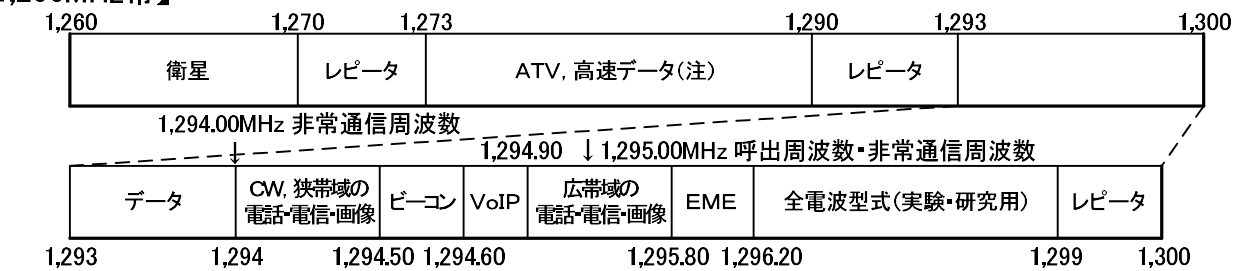 1,260 1,270 1,273 1,290 1,293 1,300
衛星 レピータ ATV, 高速データ(注) レピータ
1,294.00MHz 非常通信周波数
1,294.90 ↓1,295.00MHz 呼出周波数・非常通信周波数
データ CW, 狭帯域の電話・電信・画像 ビーコン VoIP 広帯域の電話・電信・画像 EME 全電波型式(実験・研究用) レピータ
1,293 1,294 1,294.50 1,294.60 1,295.80 1,296.20 1,299 1,300